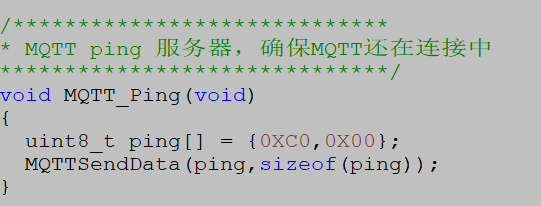 /*****************************
* MQTT ping 服务器，确保MQTT还在连接中
******************************/
void MQTT_Ping(void)
{
  uint8_t ping[] = {0XC0,0X00};
  MQTTSendData(ping,sizeof(ping));
}